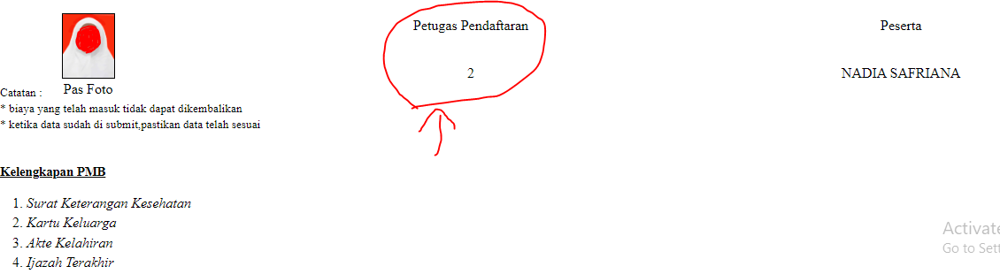 Petugas Pendaftaran
Peserta
2
NADIA SAFRIANA
Pas Foto
Catatan :
* biaya yang telah masuk tidak dapat dikembalikan
* ketika data sudah di submit,pastikan data telah sesuai
Kelengkapan PMB
1. Surat Keterangan Kesehatan
2. Kartu Keluarga
3. Akte Kelahiran
4. Ijazah Terakhir
Activate
Go to Sett